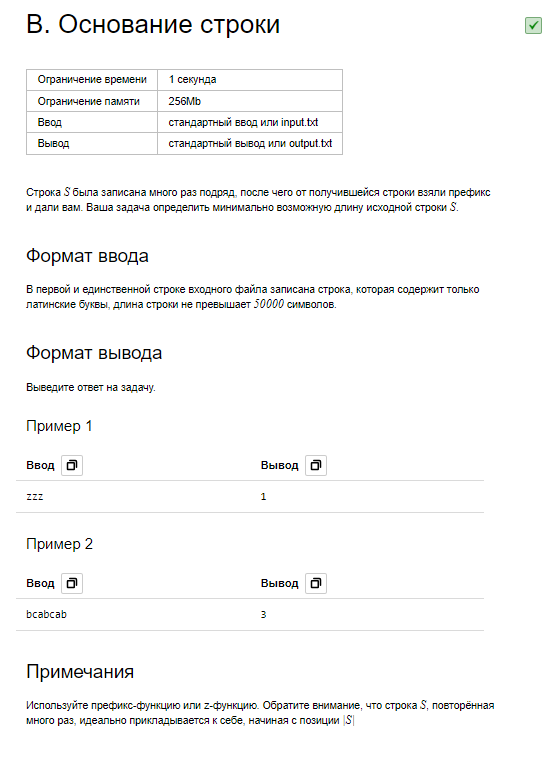 В. Основание строки
Ограничение времени 1 секунда
Ограничение памяти 256Mb
Ввод стандартный ввод или input.txt
Вывод стандартный вывод или output.txt
Строка S была записана много раз подряд, после чего от получившейся строки взяли префикс
и дали вам. Ваша задача определить минимально возможную длину исходной строки S.
Формат ввода
В первой и единственной строке входного файла записана строка, которая содержит только
латинские буквы, длина строки не превышает 50000 символов.
Формат вывода
Выведите ответ на задачу.
Пример 1
Ввод Вывод
zzz 1
Пример 2
Ввод Вывод
bcabcab 3
Примечания
Используйте префикс-функцию или z-функцию. Обратите внимание, что строка S, повторённая
много раз, идеально прикладывается к себе, начиная с позиции |S|